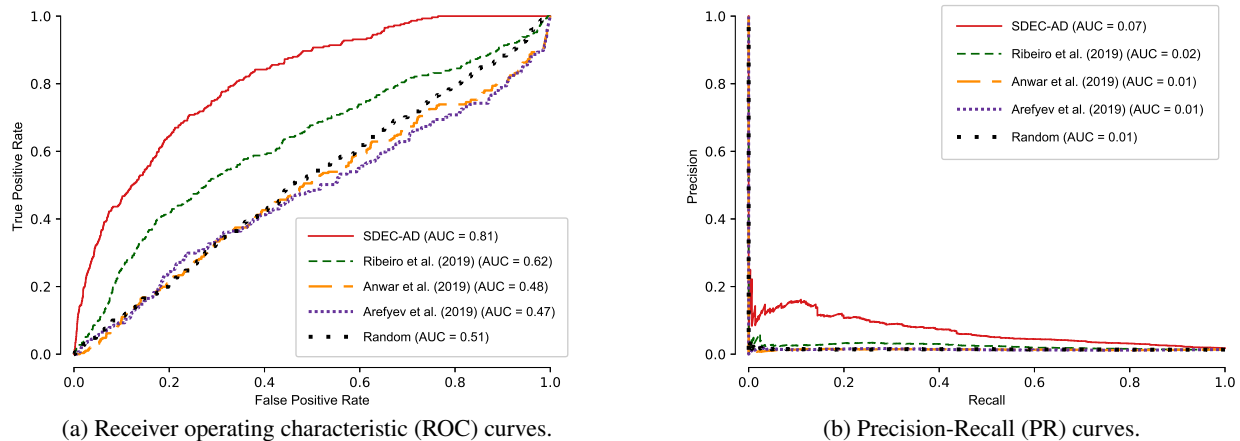 1.0
0.8
0.6
0.4
0.2
0.0
True Positive Rate
SDEC-AD (AUC = 0.81)
Ribeiro et al. (2019) (AUC = 0.62)
Anwar et al. (2019) (AUC = 0.48)
Arefyev et al. (2019) (AUC = 0.47)
Random (AUC = 0.51)
0.0 0.2 0.4 0.6 0.8 1.0
False Positive Rate
(a) Receiver operating characteristic (ROC) curves.
1.0
0.8
0.6
0.4
0.2
0.0
Precision
SDEC-AD (AUC = 0.07)
Ribeiro et al. (2019) (AUC = 0.02)
Anwar et al. (2019) (AUC = 0.01)
Arefyev et al. (2019) (AUC = 0.01)
Random (AUC = 0.01)
0.0 0.2 0.4 0.6 0.8 1.0
Recall
(b) Precision-Recall (PR) curves.